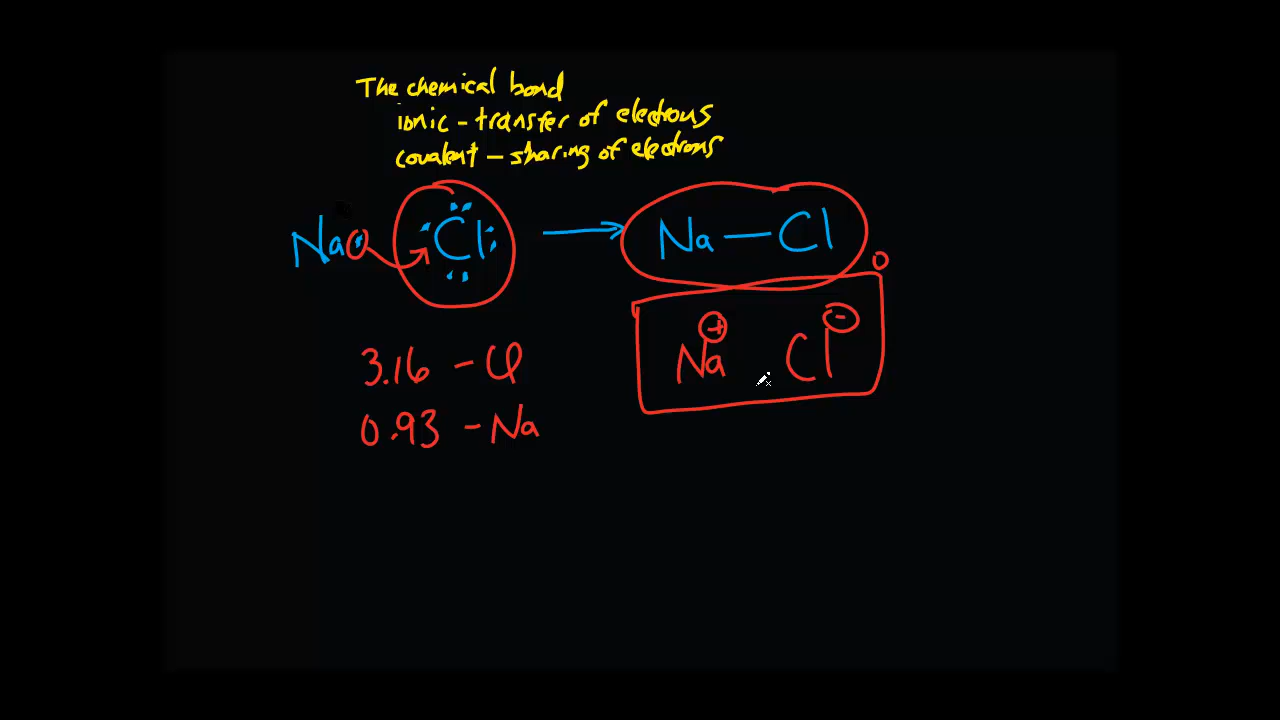 The chemical bond
ionic - transfer of electrons
covalent - sharing of electrons
Na Cl → Na — Cl
0
Na + Cl -
3.16 - Cl
0.93 - Na